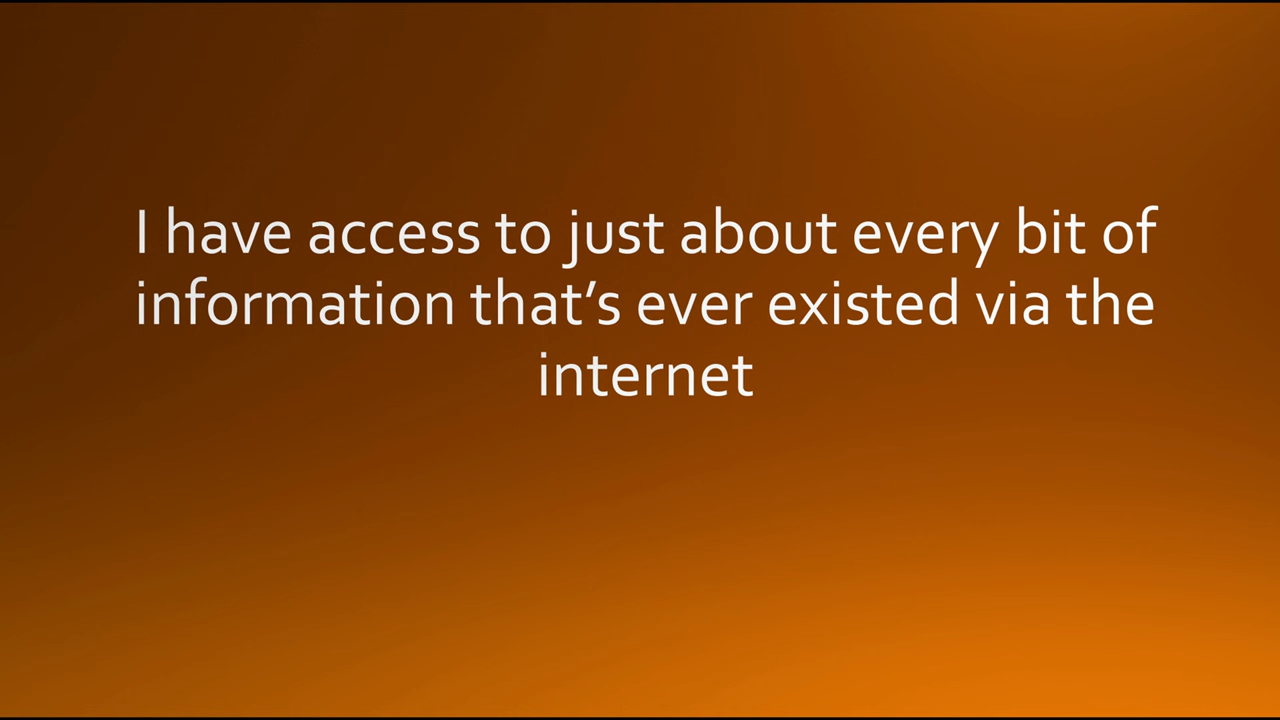 I have access to just about every bit of
information that’s ever existed via the
internet